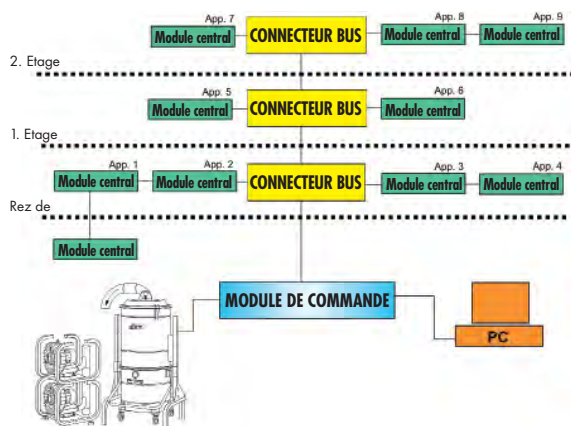 App. 7
App. 8
App. 9
Module central
CONNECTEUR BUS
Module central
Module central
2. Etage
App. 5
App. 6
Module central
CONNECTEUR BUS
Module central
1. Etage
App. 1
App. 2
App. 3
App. 4
Module central
Module central
CONNECTEUR BUS
Module central
Module central
Rez de
Module central
MODULE DE COMMANDE
PC